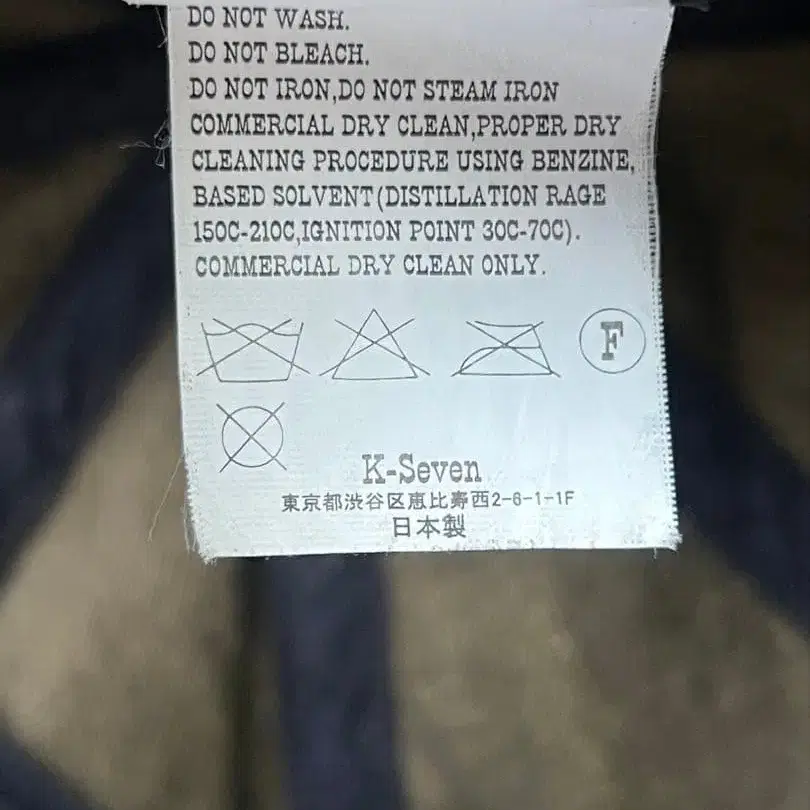 DO NOT WASH.
DO NOT BLEACH.
DO NOT IRON,DO NOT STEAM IRON
COMMERCIAL DRY CLEAN,PROPER DRY
CLEANING PROCEDURE USING BENZINE,
BASED SOLVENT(DISTILLATION RAGE
150C-210C,IGNITION POINT 30C-70C).
COMMERCIAL DRY CLEAN ONLY.
F
K-Seven
東京都渋谷区恵比寿西2-6-1-1F
日本製